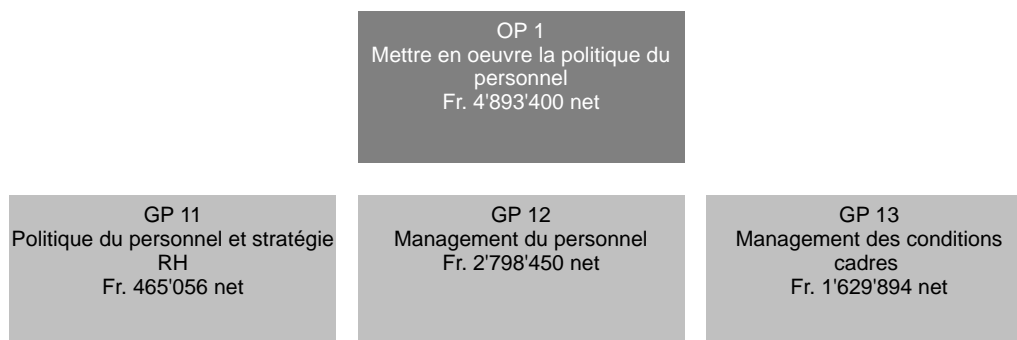 OP 1
Mettre en oeuvre la politique du
personnel
Fr. 4'893'400 net
GP 11
Politique du personnel et stratégie
RH
Fr. 465'056 net
GP 12
Management du personnel
Fr. 2'798'450 net
GP 13
Management des conditions
cadres
Fr. 1'629'894 net